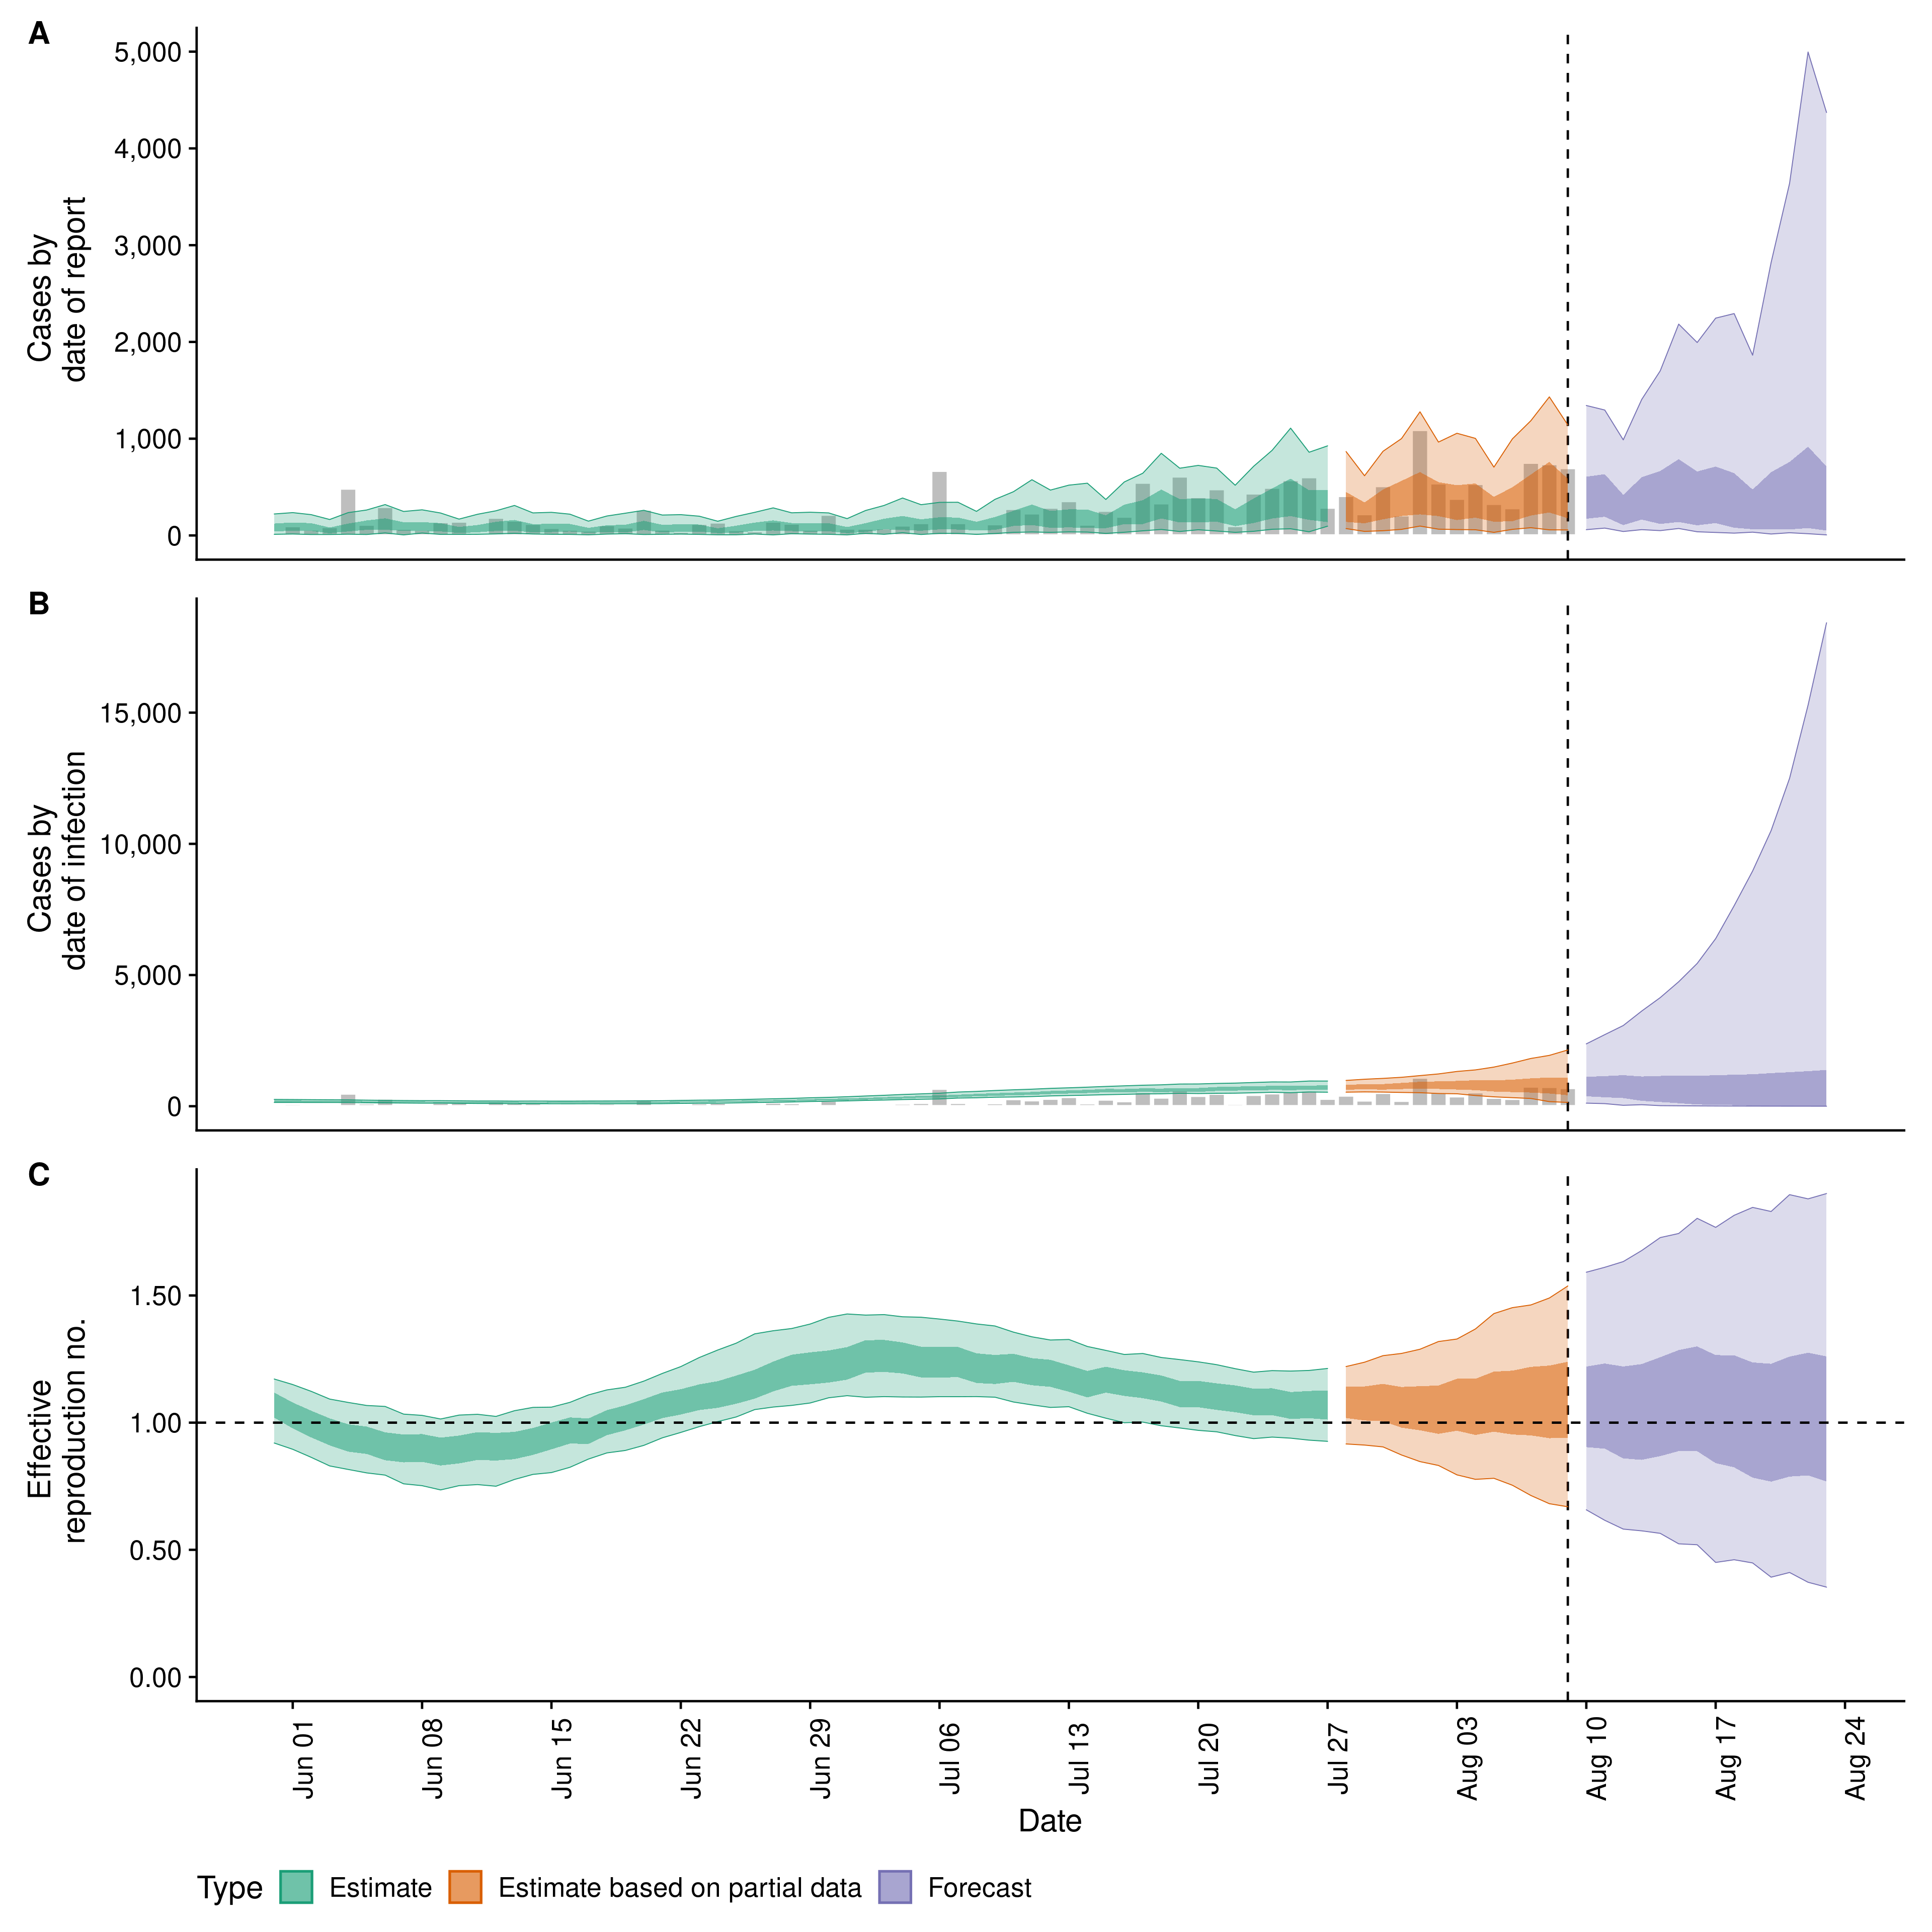 A
5,000
4,000
3,000
2,000
1,000
0
Cases by
date of report
B
15,000
10,000
5,000
0
Cases by
date of infection
C
1.50
1.00
0.50
0.00
Effective
reproduction no.
Jun 01
Jun 08
Jun 15
Jun 22
Jun 29
Jul 06
Jul 13
Jul 20
Jul 27
Aug 03
Aug 10
Aug 17
Aug 24
Date
Type Estimate Estimate based on partial data Forecast